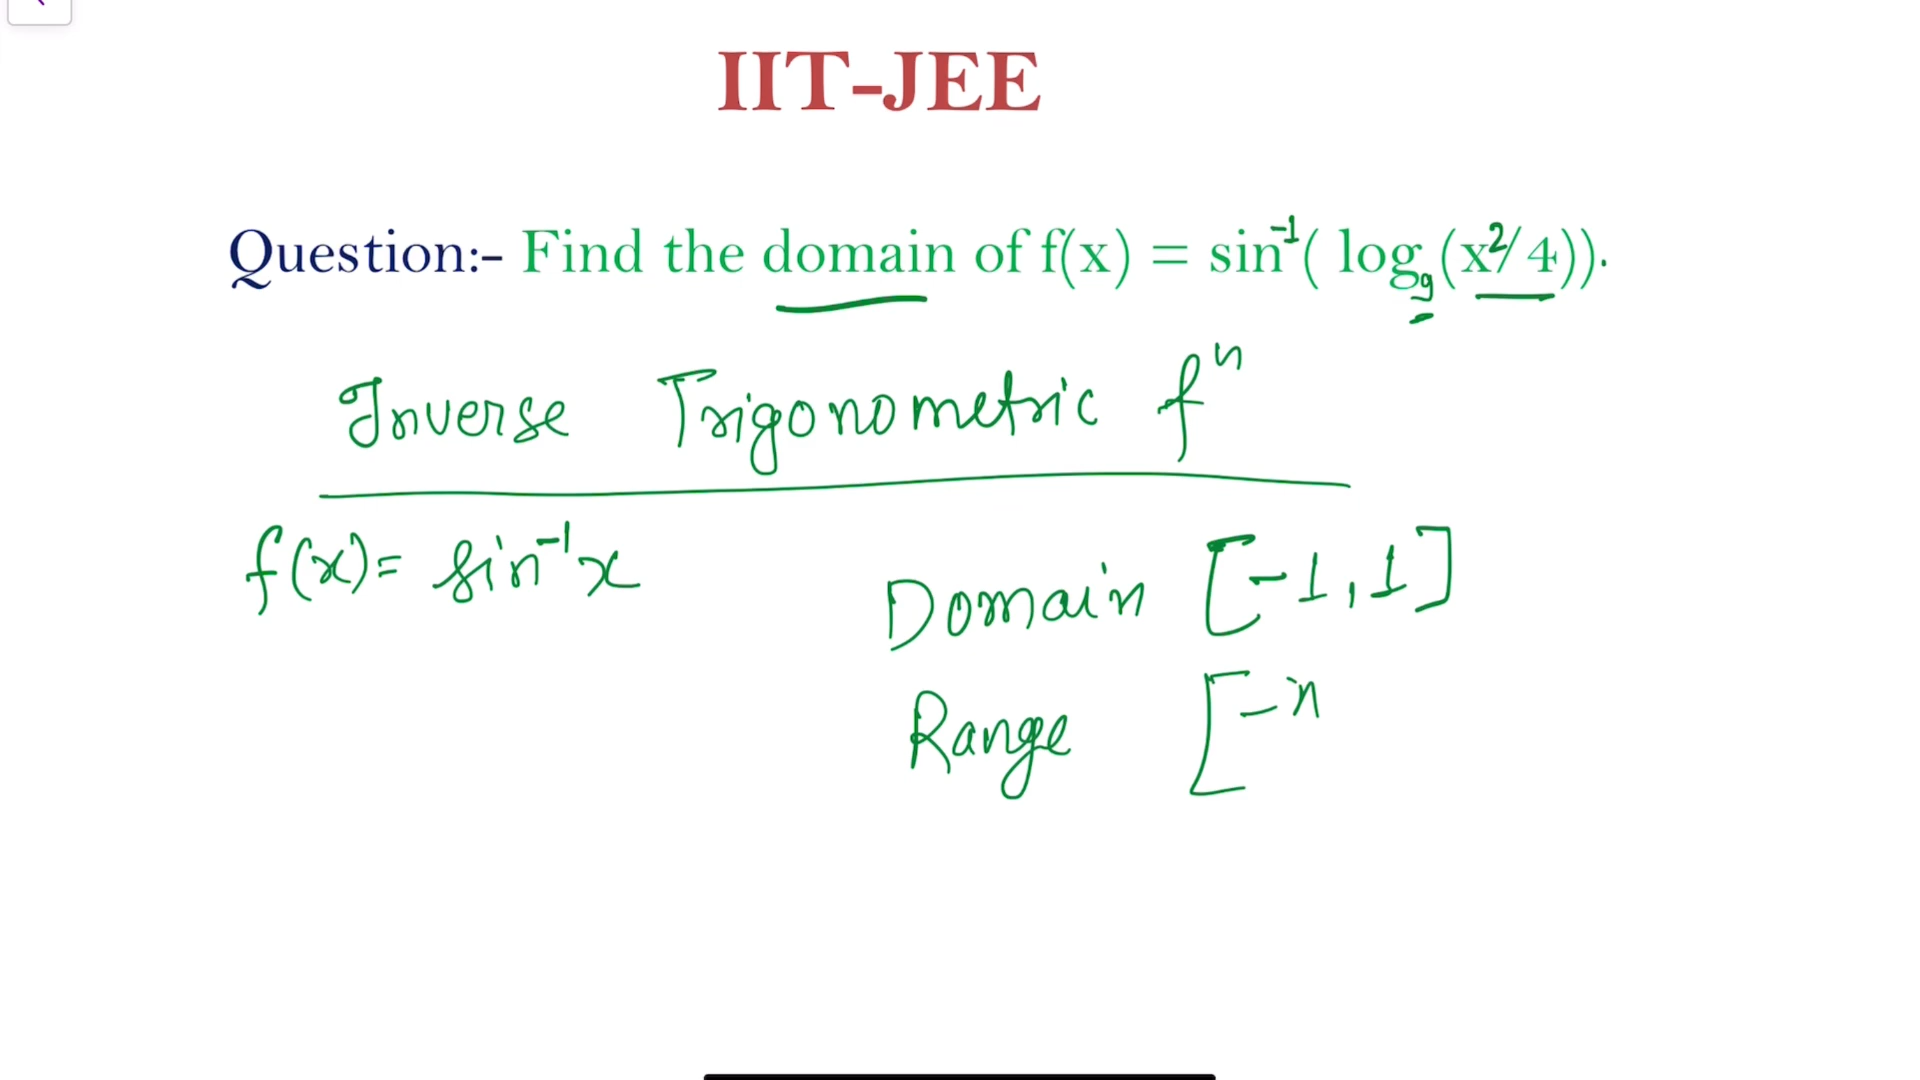 IIT-JEE
Question:- Find the domain of f(x) = sin⁻¹( log₉(x²/4)).
Inverse Trigonometric fⁿ
f(x)= sin⁻¹x
Domain [-1,1]
Range [-